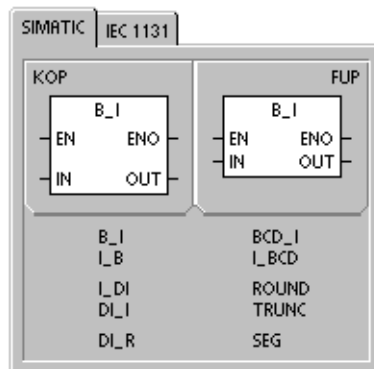 SIMATIC IEC 1131
KOP FUP
B_I B_I
EN ENO EN ENO
IN OUT IN OUT
B_I BCD_I
I_B I_BCD
I_DI ROUND
DI_I TRUNC
DI_R SEG